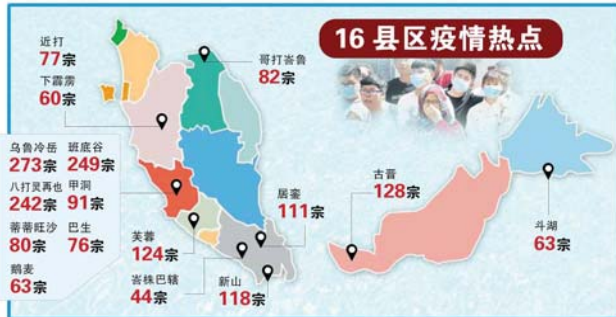 16 县区疫情热点
近打
77宗
下霹雳
60宗
哥打峇鲁
82宗
乌鲁冷岳 班底谷
273宗 249宗
八打灵再也 甲洞
242宗 91宗
蒂蒂旺沙 巴生
80宗 76宗
鹅麦
63宗
芙蓉
124宗
峇株巴辖
44宗
新山
118宗
居銮
111宗
古晋
128宗
斗湖
63宗